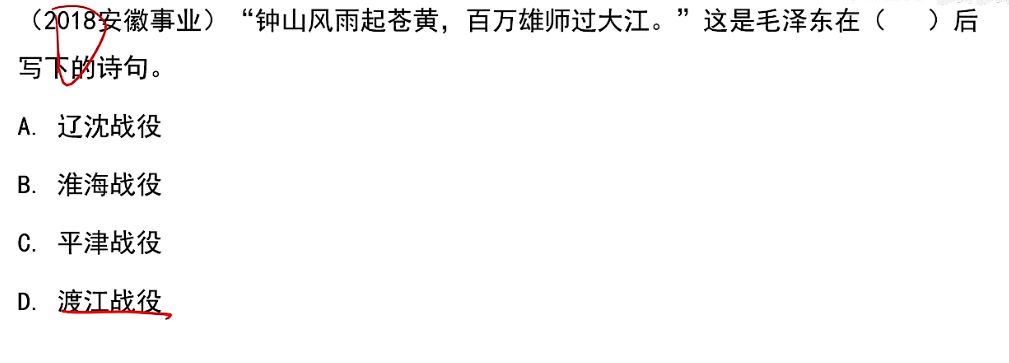 （2018安徽事业）“钟山风雨起苍黄，百万雄师过大江。”这是毛泽东在（　）后
写下的诗句。
A. 辽沈战役
B. 淮海战役
C. 平津战役
D. 渡江战役